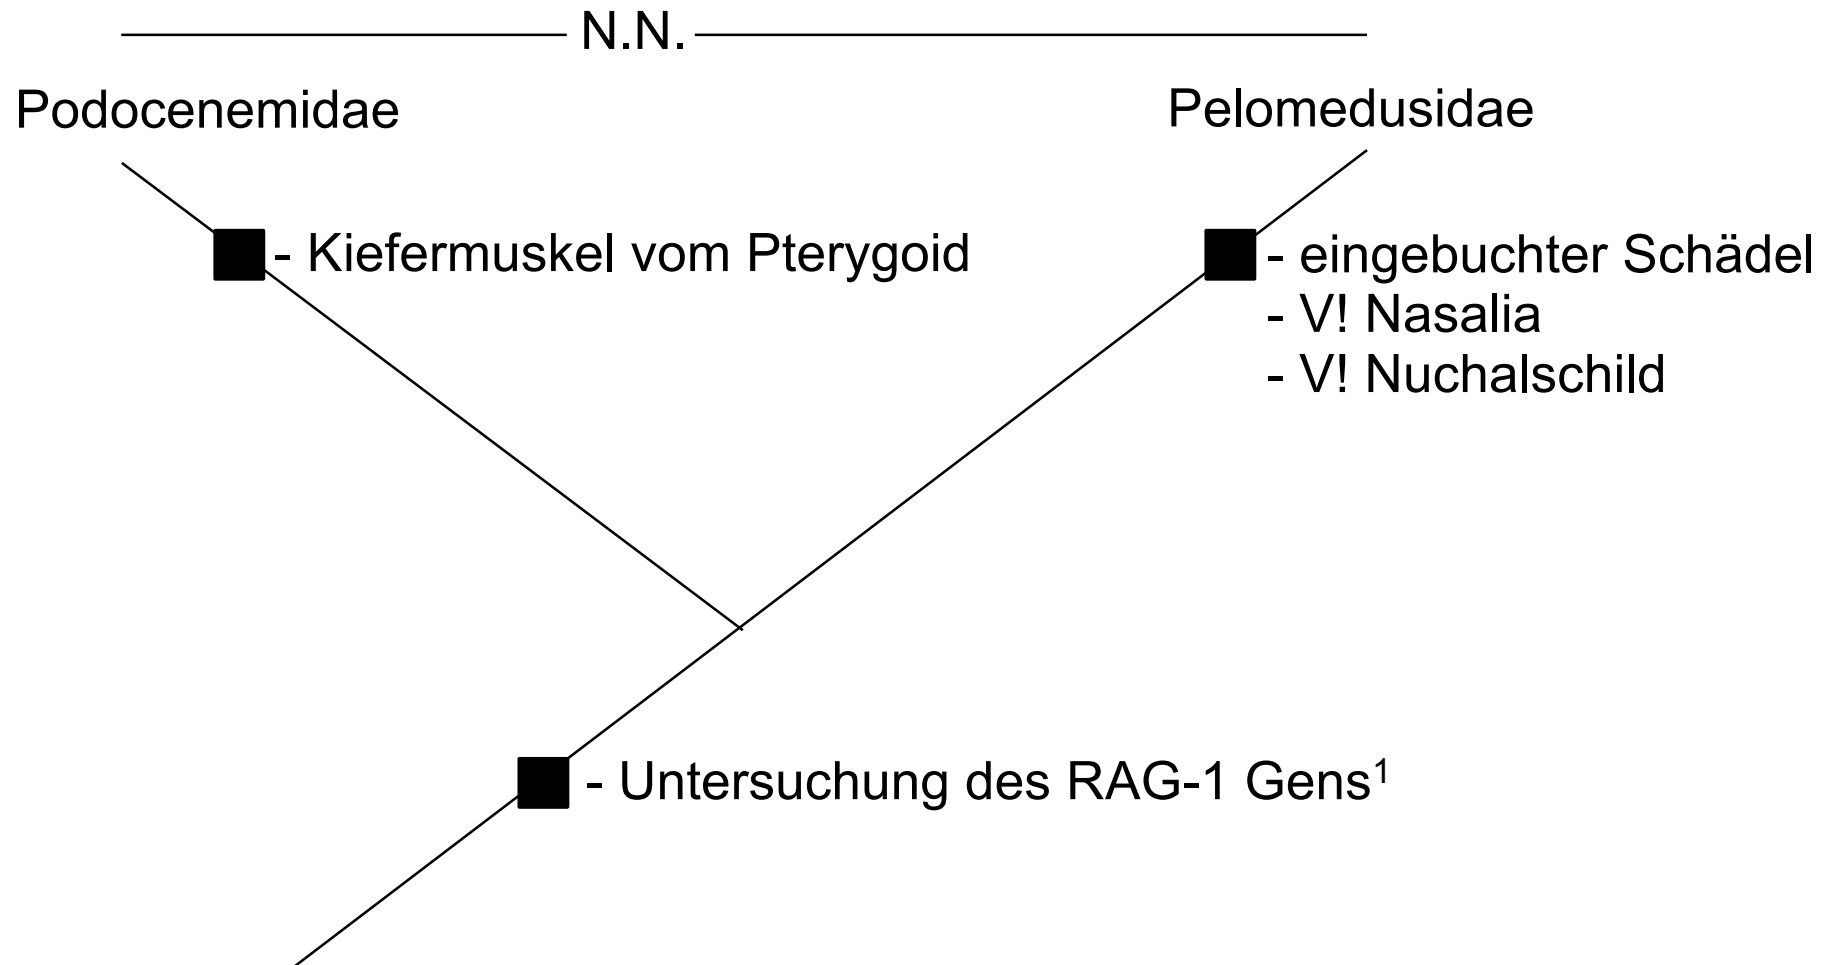 N.N.
Podocenemidae
Pelomedusidae
- Kiefermuskel vom Pterygoid
- eingebuchter Schädel
- V! Nasalia
- V! Nuchalschild
- Untersuchung des RAG-1 Gens¹